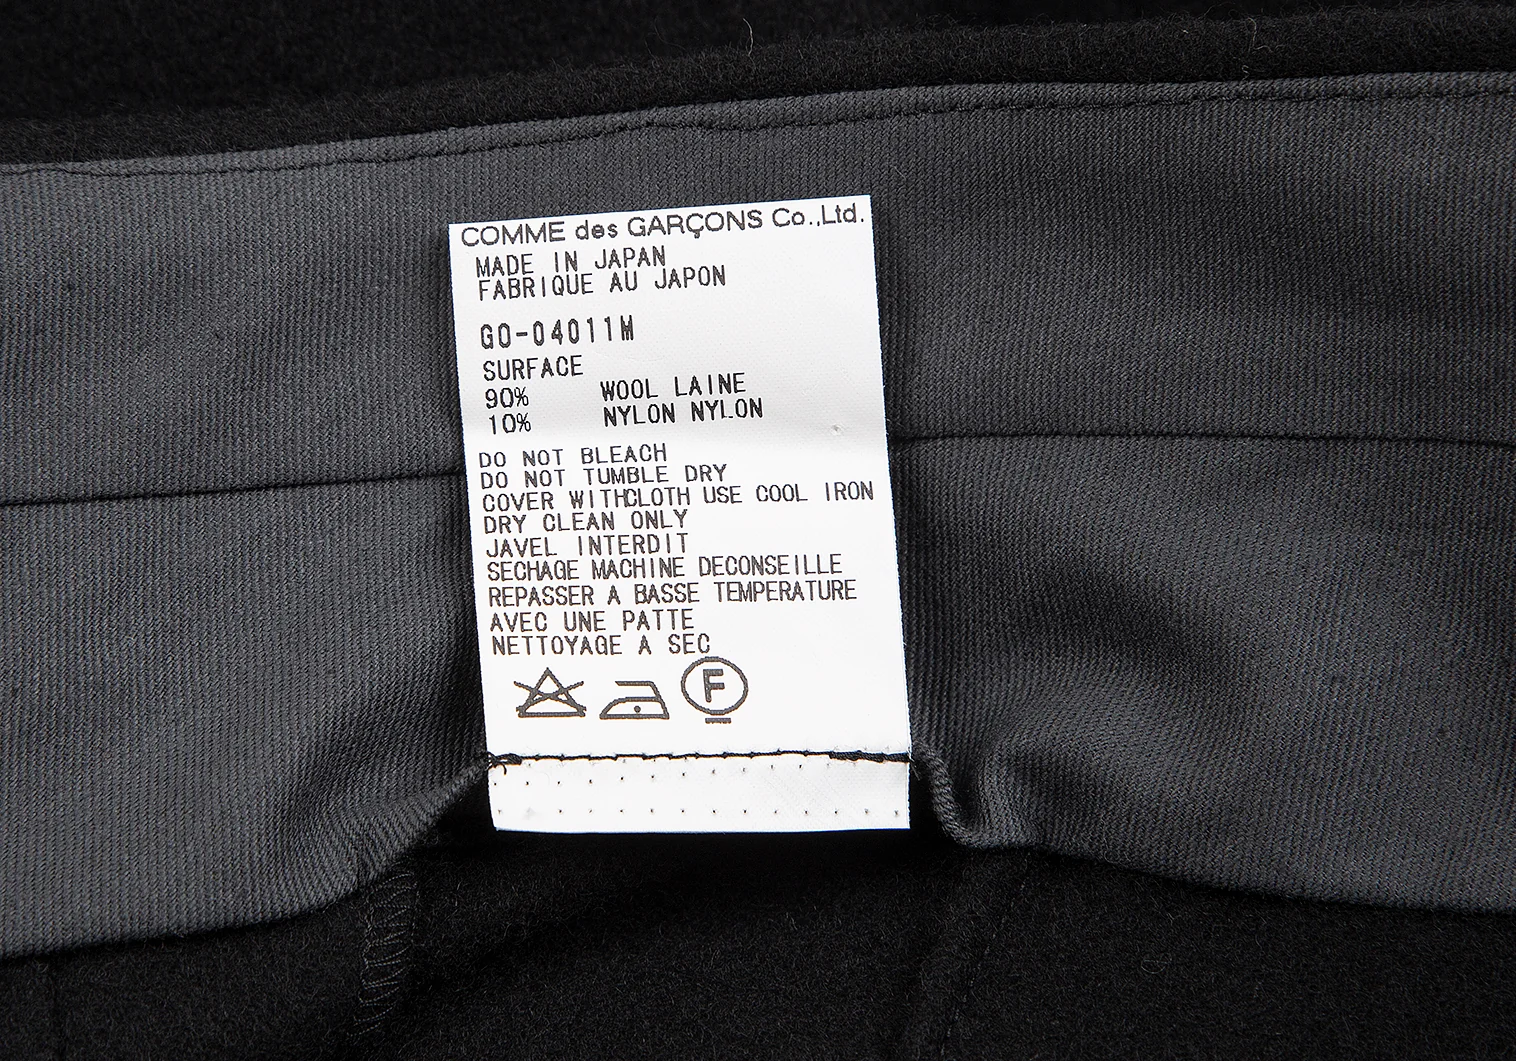 COMME des GARÇONS Co.,Ltd.
MADE IN JAPAN
FABRIQUE AU JAPON
GO-04011M
SURFACE
90% WOOL LAINE
10% NYLON NYLON
DO NOT BLEACH
DO NOT TUMBLE DRY
COVER WITHCLOTH USE COOL IRON
DRY CLEAN ONLY
JAVEL INTERDIT
SECHAGE MACHINE DECONSEILLE
REPASSER A BASSE TEMPERATURE
AVEC UNE PATTE
NETTOYAGE A SEC
F